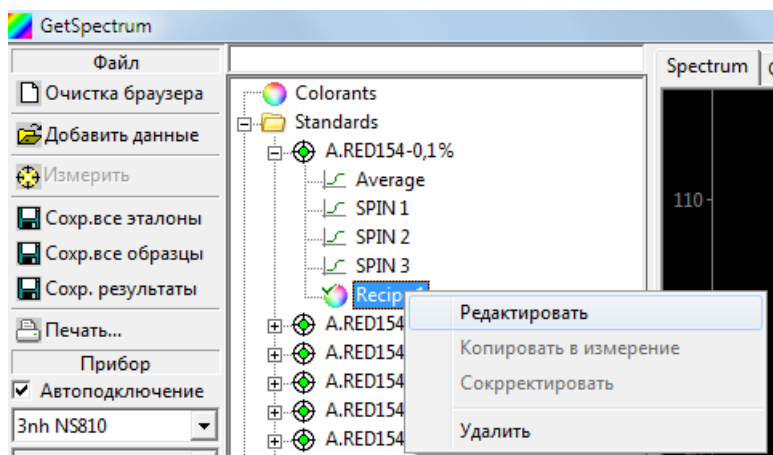 GetSpectrum
Файл
Очистка браузера
Добавить данные
Измерить
Сохр.все эталоны
Сохр.все образцы
Сохр. результаты
Печать...
Прибор
Автоподключение
3nh NS810
Colorants
Standards
A.RED154-0,1%
Average
SPIN 1
SPIN 2
SPIN 3
A.RED154
A.RED154
A.RED154
A.RED154
A.RED154
Редактировать
Копировать в измерение
Сокрректировать
Удалить
Spectrum
110